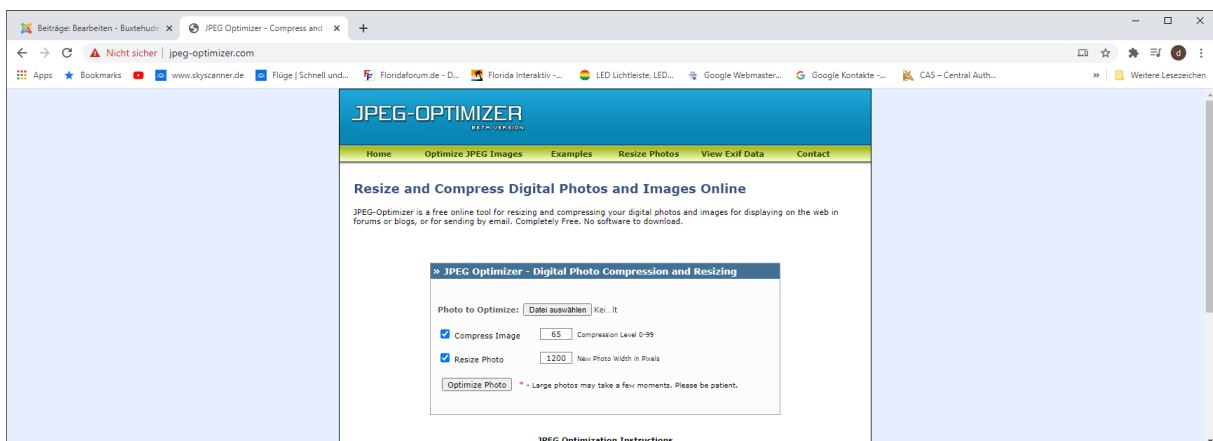 Beiträge: Bearbeiten - Buxtehude
JPEG Optimizer - Compress and
Nicht sicher | jpeg-optimizer.com
d
Apps Bookmarks www.skyscanner.de Flüge | Schnell und... Floridaforum.de - D... Florida Interaktiv -... LED Lichtleiste, LED... Google Webmaster... Google Kontakte -... CAS – Central Auth... » Weitere Lesezeichen
JPEG-OPTIMIZER
BETA VERSION
Home Optimize JPEG Images Examples Resize Photos View Exif Data Contact
Resize and Compress Digital Photos and Images Online
JPEG-Optimizer is a free online tool for resizing and compressing your digital photos and images for displaying on the web in
forums or blogs, or for sending by email. Completely Free. No software to download.
» JPEG Optimizer - Digital Photo Compression and Resizing
Photo to Optimize: Datei auswählen Kei...lt
Compress Image 65 Compression Level 0-99
Resize Photo 1200 New Photo Width in Pixels
Optimize Photo * - Large photos may take a few moments. Please be patient.
JPEG Optimization Instructions